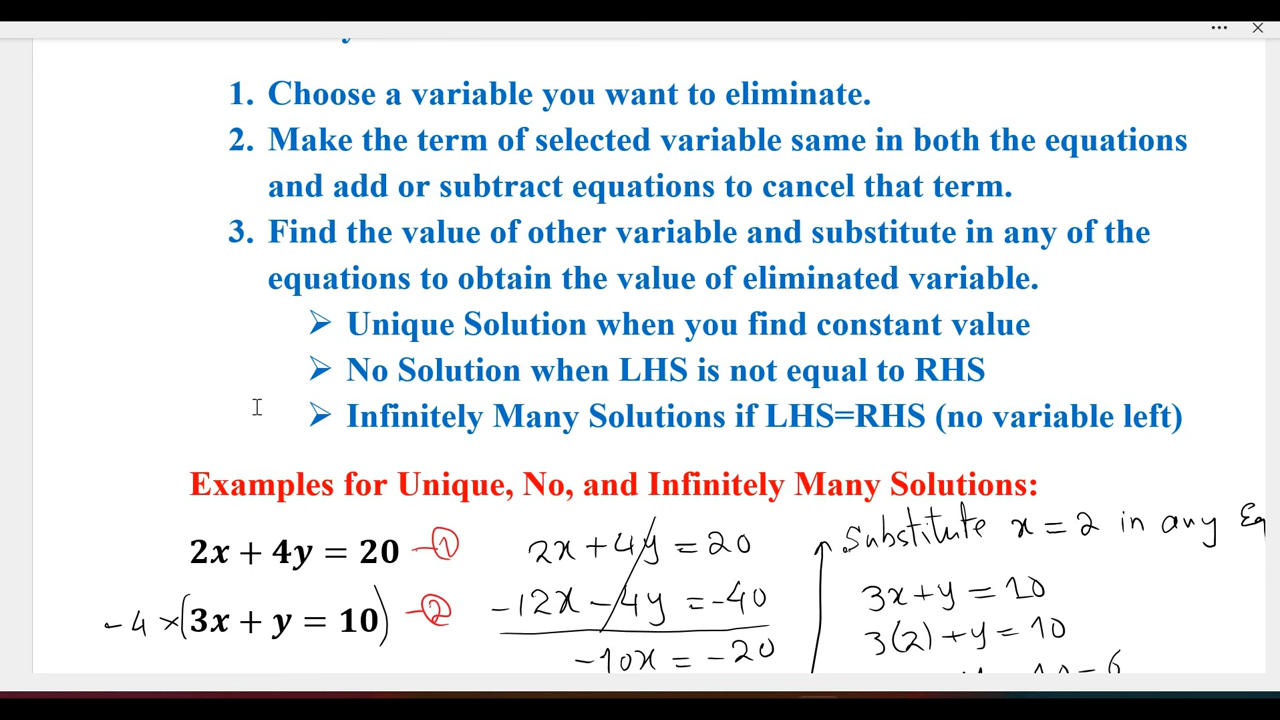 1. Choose a variable you want to eliminate.
2. Make the term of selected variable same in both the equations
and add or subtract equations to cancel that term.
3. Find the value of other variable and substitute in any of the
equations to obtain the value of eliminated variable.
➢ Unique Solution when you find constant value
➢ No Solution when LHS is not equal to RHS
➢ Infinitely Many Solutions if LHS=RHS (no variable left)
Examples for Unique, No, and Infinitely Many Solutions:
2x + 4y = 20 -①
-4×(3x + y = 10) -②
2x+4y=20
-12x-4y=-40
-10x=-20
Substitute x=2 in any Eq
3x+y=10
3(2)+y=10